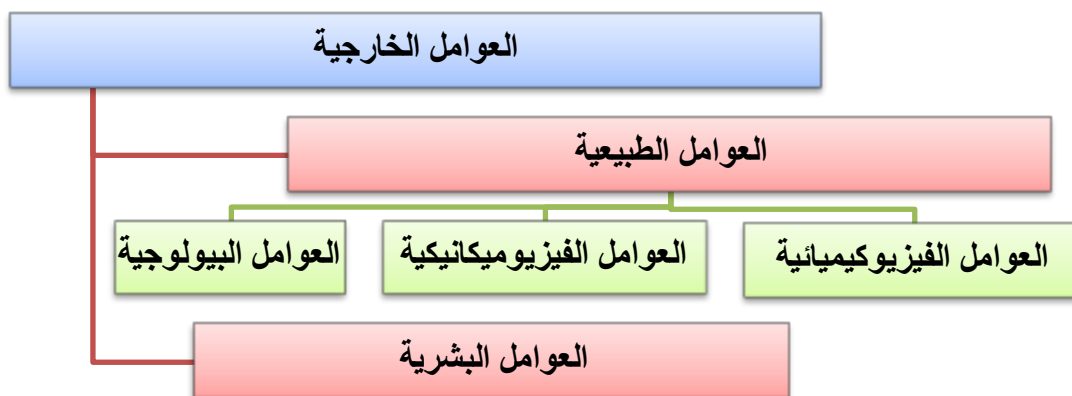 العوامل الخارجية
العوامل الطبيعية
العوامل الفيزيوكيميائية
العوامل الفيزيوميكانيكية
العوامل البيولوجية
العوامل البشرية